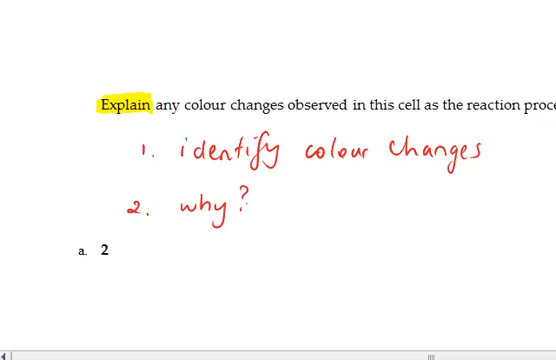 Explain any colour changes observed in this cell as the reaction proce
1. identify colour changes
2. why?
a. 2